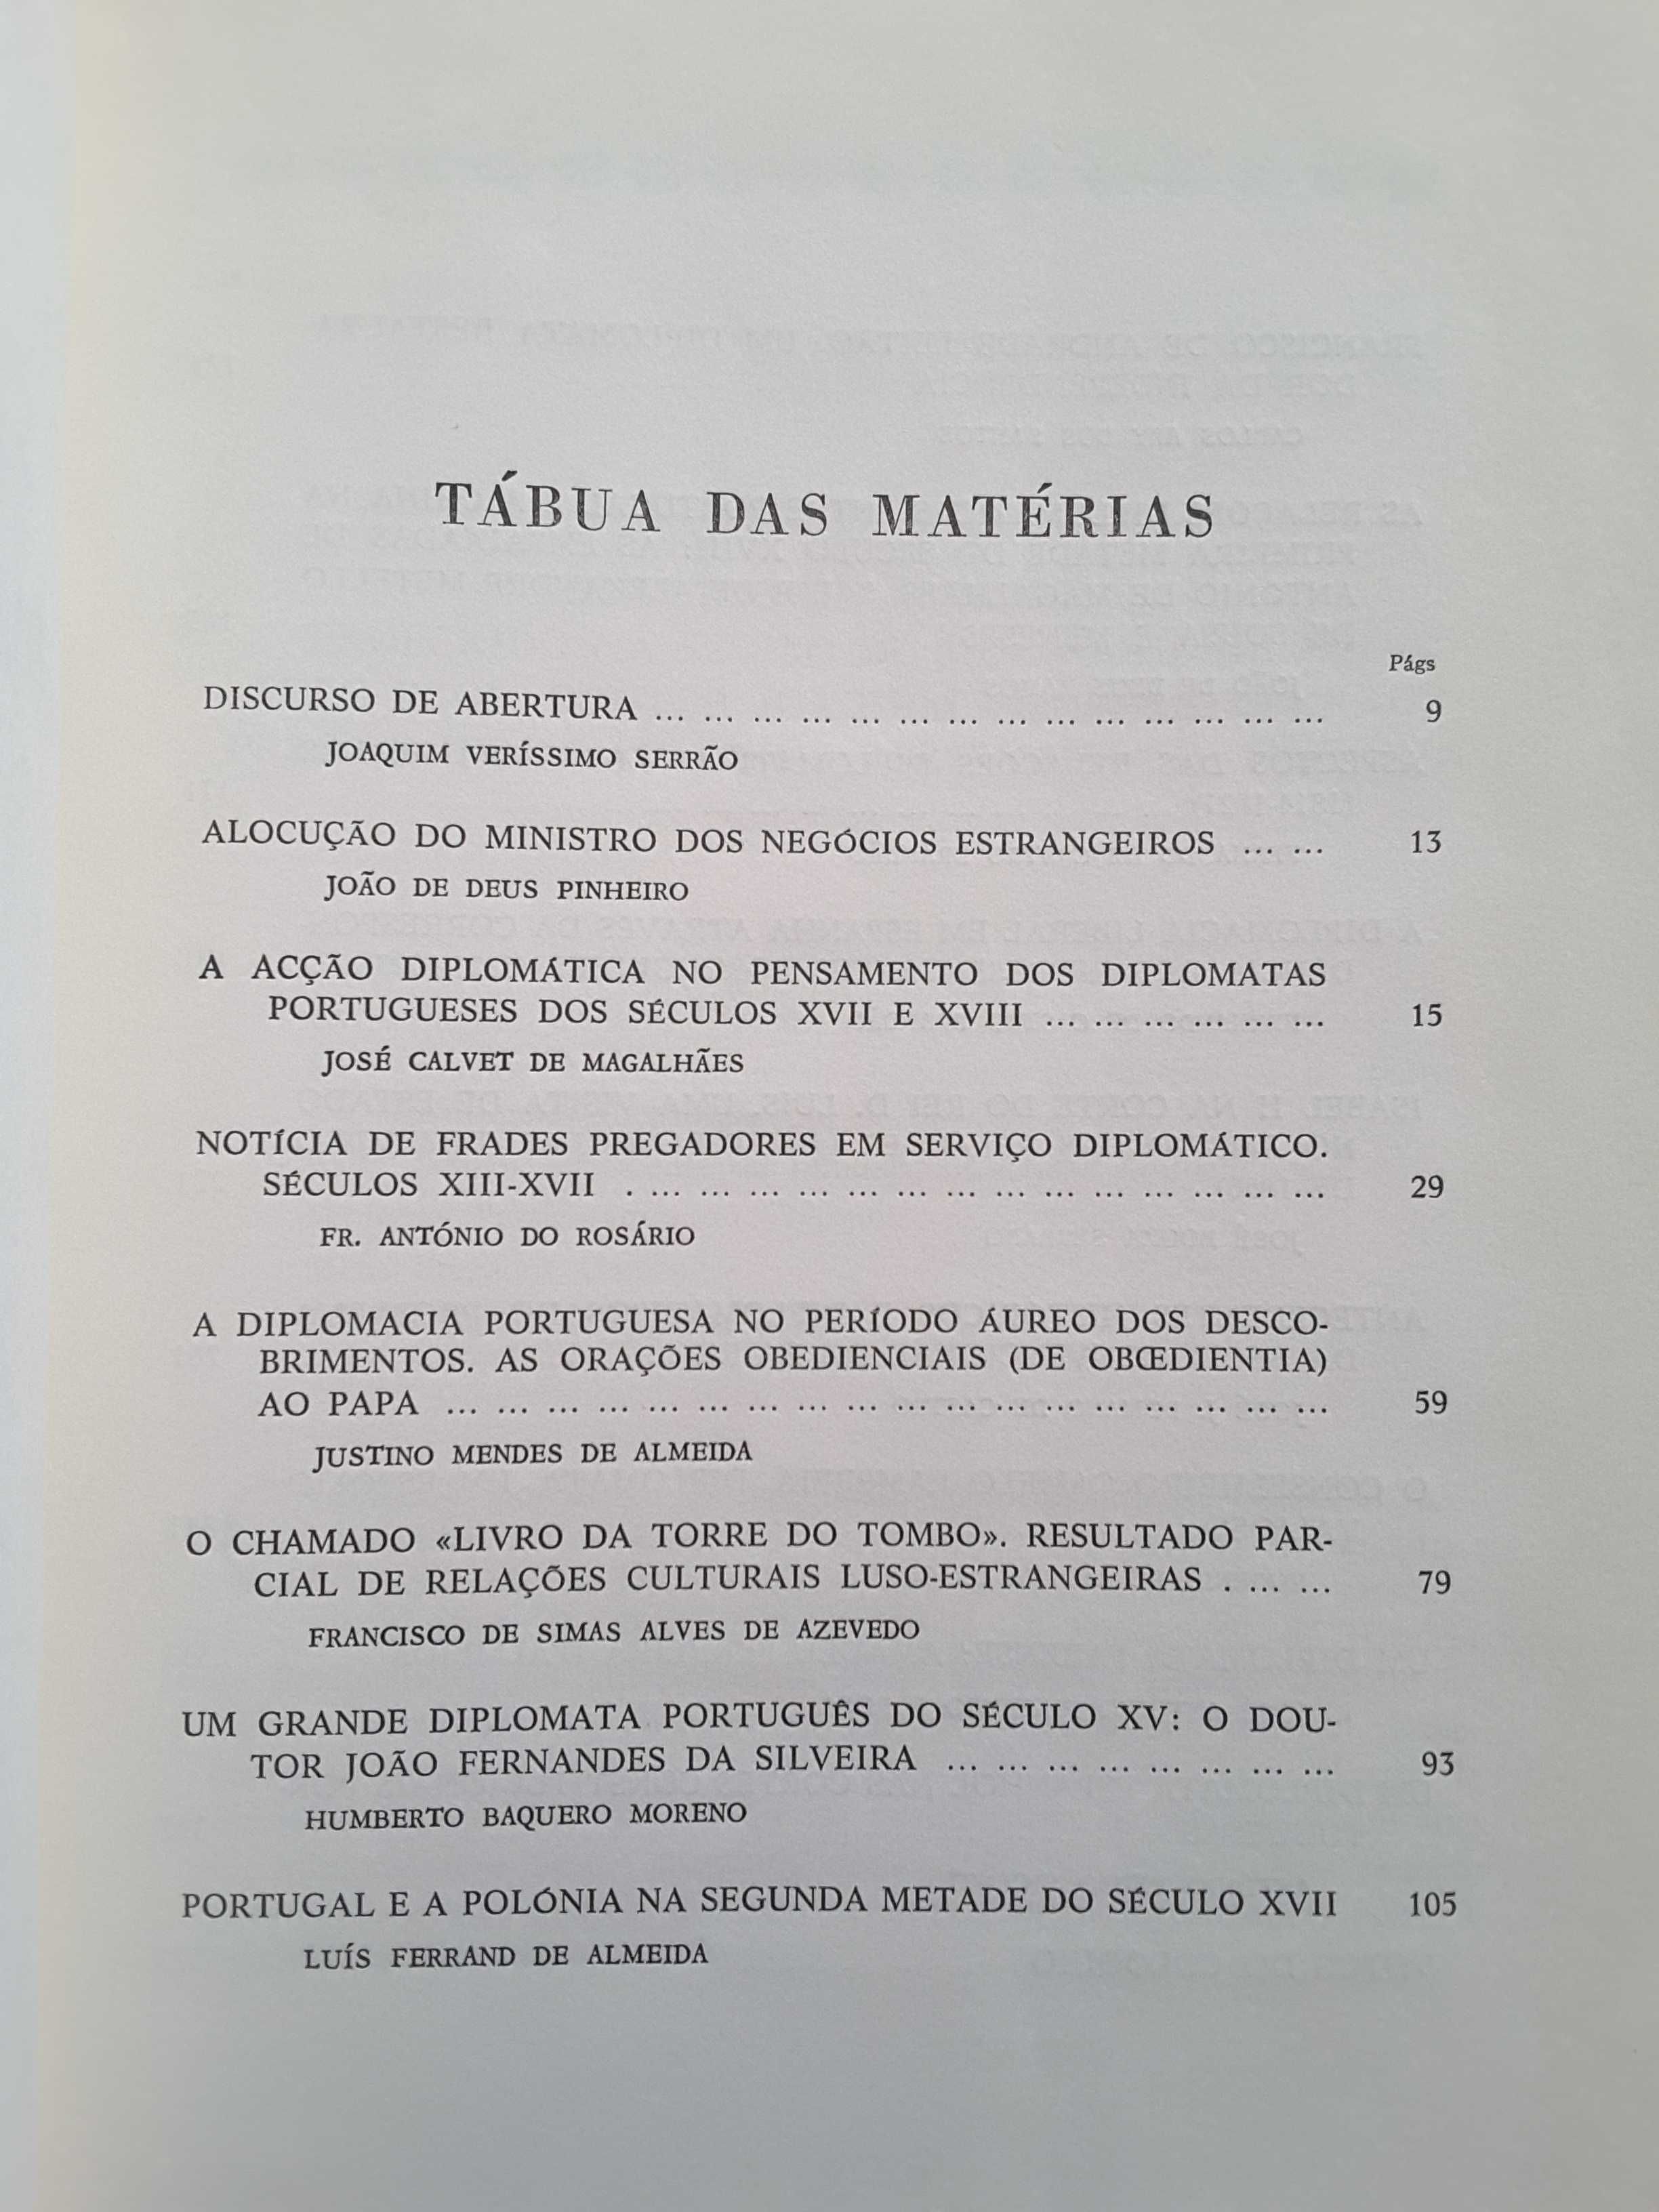 TÁBUA DAS MATÉRIAS
Págs
DISCURSO DE ABERTURA ... ... ... ... ... ... ... ... ... ... ... ... ... ... 9
JOAQUIM VERÍSSIMO SERRÃO
ALOCUÇÃO DO MINISTRO DOS NEGÓCIOS ESTRANGEIROS ... ... 13
JOÃO DE DEUS PINHEIRO
A ACÇÃO DIPLOMÁTICA NO PENSAMENTO DOS DIPLOMATAS
PORTUGUESES DOS SÉCULOS XVII E XVIII ... ... ... ... ... ... 15
JOSÉ CALVET DE MAGALHÃES
NOTÍCIA DE FRADES PREGADORES EM SERVIÇO DIPLOMÁTICO.
SÉCULOS XIII-XVII . ... ... ... ... ... ... ... ... ... ... ... ... ... ... 29
FR. ANTÓNIO DO ROSÁRIO
A DIPLOMACIA PORTUGUESA NO PERÍODO ÁUREO DOS DESCO-
BRIMENTOS. AS ORAÇÕES OBEDIENCIAIS (DE OBŒDIENTIA)
AO PAPA ... ... ... ... ... ... ... ... ... ... ... ... ... ... ... ... ... ... 59
JUSTINO MENDES DE ALMEIDA
O CHAMADO «LIVRO DA TORRE DO TOMBO». RESULTADO PAR-
CIAL DE RELAÇÕES CULTURAIS LUSO-ESTRANGEIRAS . ... ... 79
FRANCISCO DE SIMAS ALVES DE AZEVEDO
UM GRANDE DIPLOMATA PORTUGUÊS DO SÉCULO XV: O DOU-
TOR JOÃO FERNANDES DA SILVEIRA ... ... ... ... ... ... ... ... 93
HUMBERTO BAQUERO MORENO
PORTUGAL E A POLÓNIA NA SEGUNDA METADE DO SÉCULO XVII 105
LUÍS FERRAND DE ALMEIDA